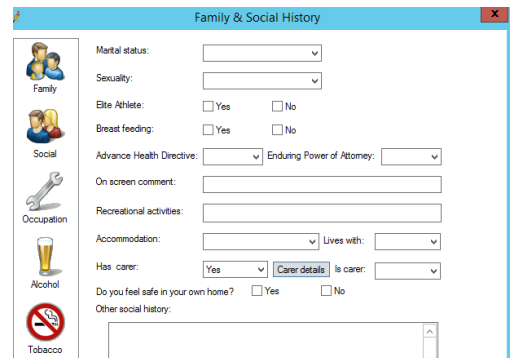 Family & Social History
x
Family
Social
Occupation
Alcohol
Tobacco
Marital status:
Sexuality:
Elite Athlete: Yes No
Breast feeding: Yes No
Advance Health Directive: Enduring Power of Attorney:
On screen comment:
Recreational activities:
Accommodation: Lives with:
Has carer: Yes Carer details Is carer:
Do you feel safe in your own home? Yes No
Other social history: